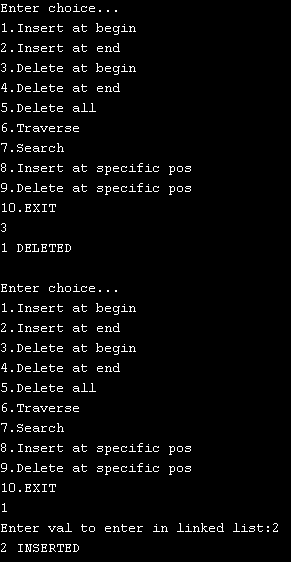 Enter choice...
1.Insert at begin
2.Insert at end
3.Delete at begin
4.Delete at end
5.Delete all
6.Traverse
7.Search
8.Insert at specific pos
9.Delete at specific pos
10.EXIT
3
1 DELETED
Enter choice...
1.Insert at begin
2.Insert at end
3.Delete at begin
4.Delete at end
5.Delete all
6.Traverse
7.Search
8.Insert at specific pos
9.Delete at specific pos
10.EXIT
1
Enter val to enter in linked list:2
2 INSERTED